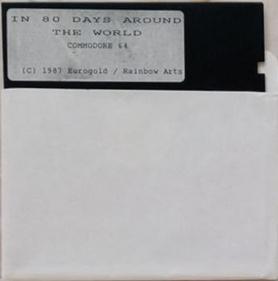 IN 80 DAYS AROUND
THE WORLD
COMMODORE 64
(C) 1987 Eurogold / Rainbow Arts